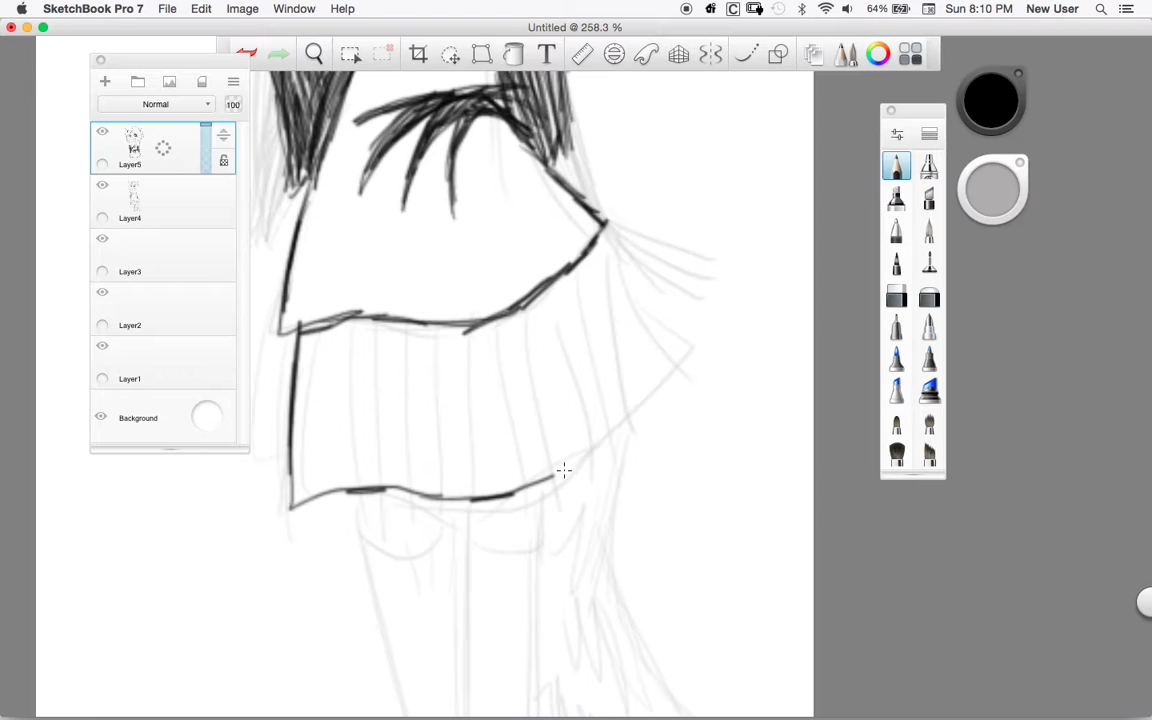 SketchBook Pro 7 File Edit Image Window Help 64% Sun 8:10 PM New User
Untitled @ 258.3 %
Normal 100
Layer5
Layer4
Layer3
Layer2
Layer1
Background